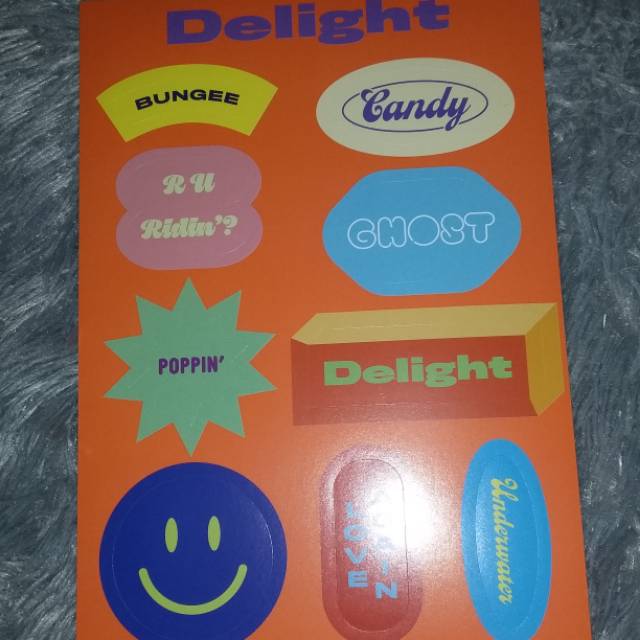 Delight
BUNGEE
Candy
R U
Ridin'?
GHOST
POPPIN'
Delight
LOVE
AGAIN
Underwater